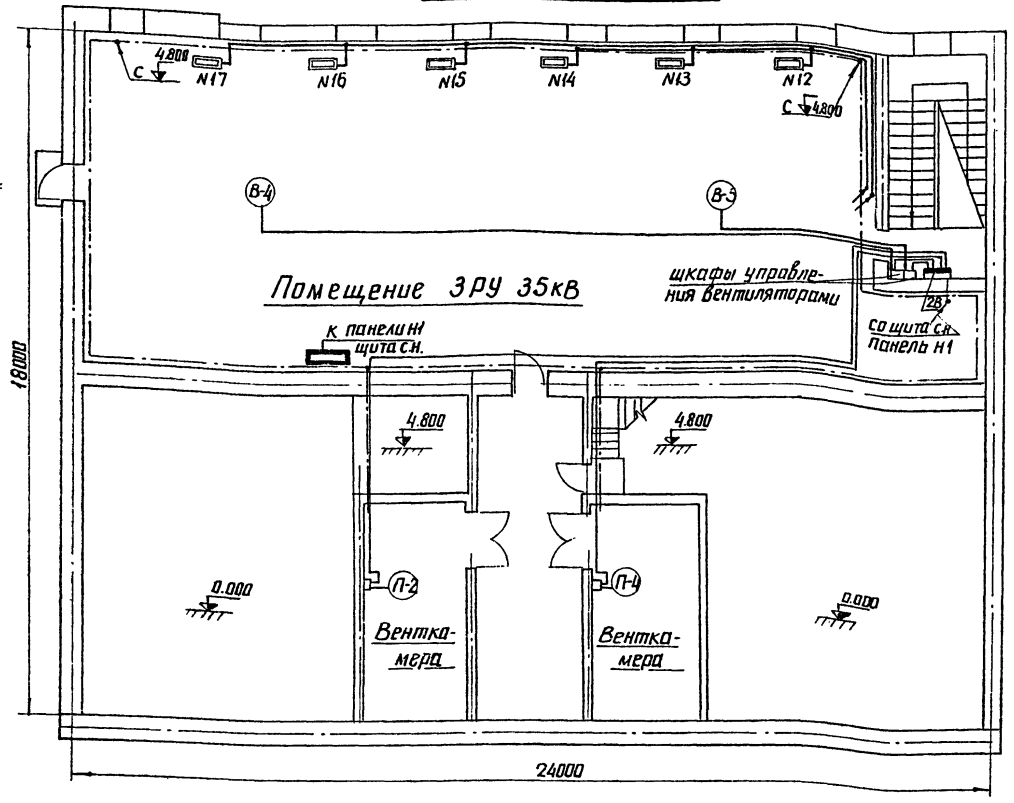 4.800
С
N17
N16
N15
N14
N13
N12
С 4.800
В-4
В-5
Помещение ЗРУ 35кВ
шкафы управле-
ния вентиляторами
2В
со щита с.н.
панель Н1
к панели Н1
щита с.н.
18000
4.800
4.800
0.000
П-2
П-4
0.000
Вентка-
мера
Вентка-
мера
24000